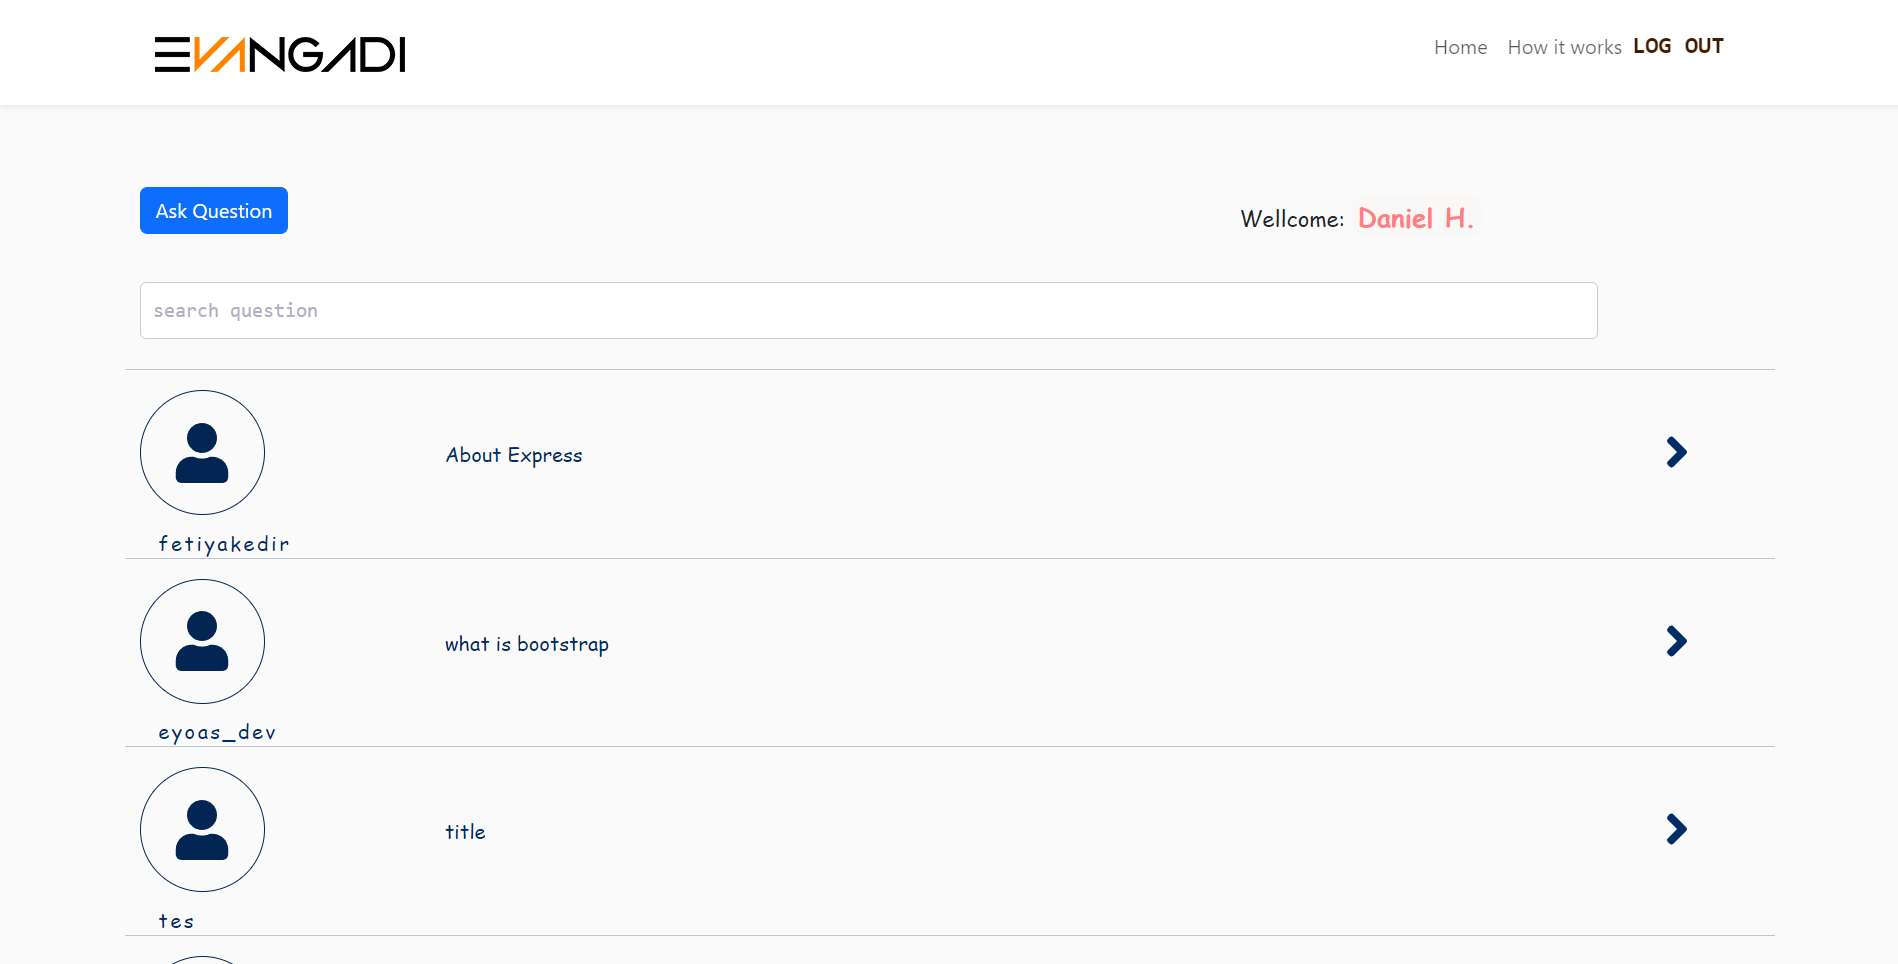 EVANGADI
Home How it works LOG OUT
Ask Question
Wellcome: Daniel H.
search question
About Express
fetiyakedir
what is bootstrap
eyoas_dev
title
tes